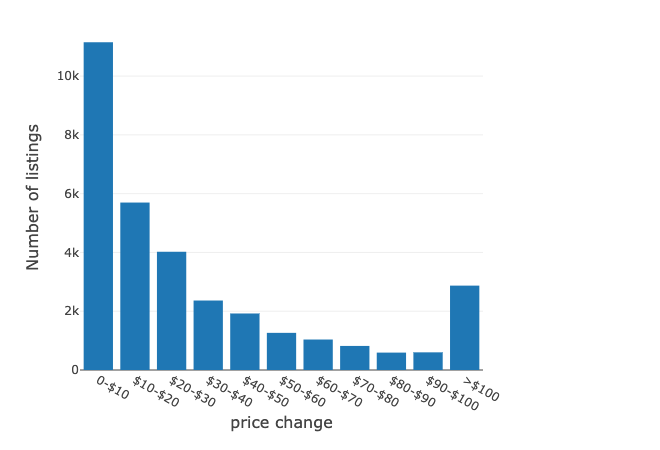 Number of listings
10k
8k
6k
4k
2k
0
0-$10
$10-$20
$20-$30
$30-$40
$40-$50
$50-$60
$60-$70
$70-$80
$80-$90
$90-$100
>$100
price change